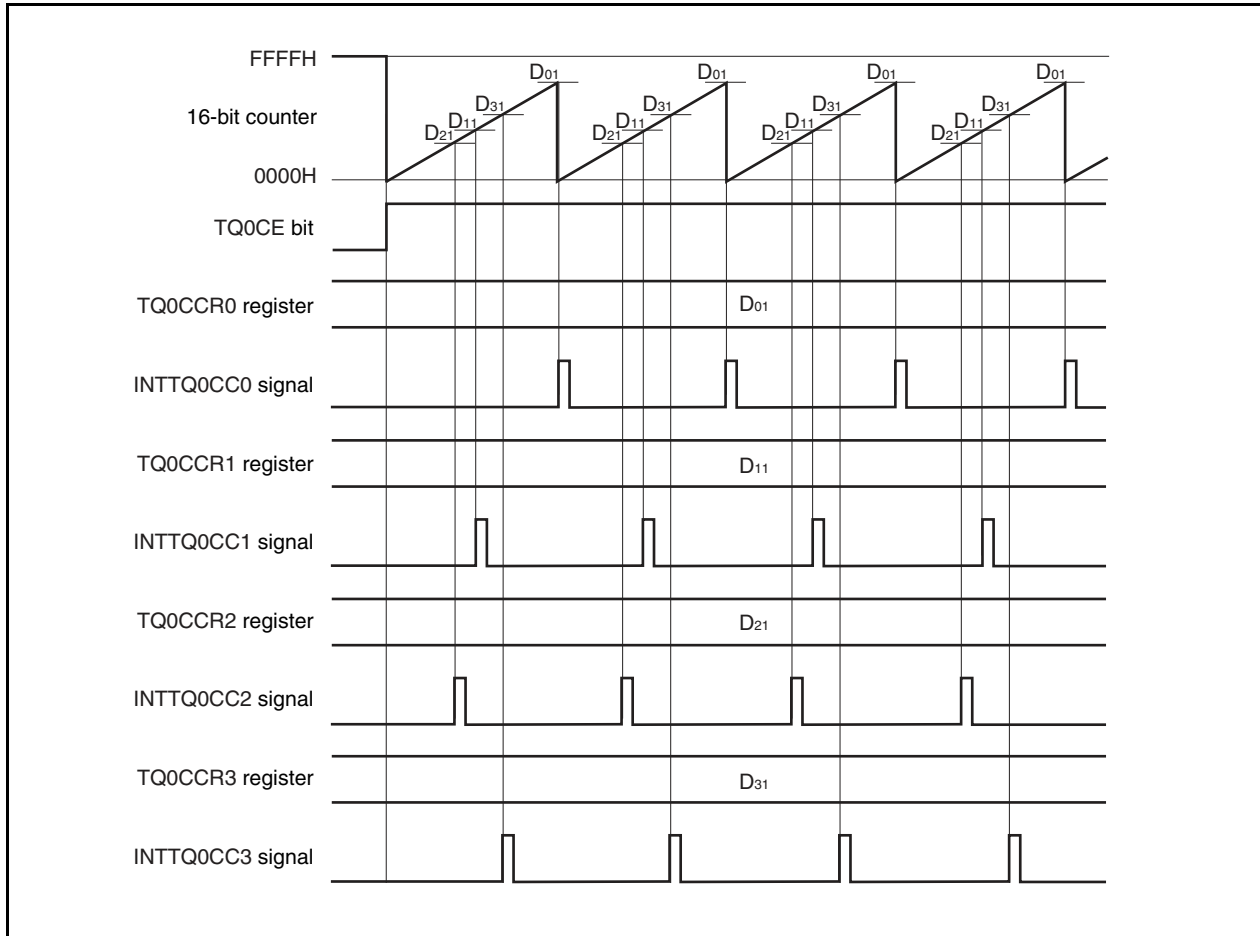 FFFFH
D01 D01 D01 D01
16-bit counter
D31 D31 D31 D31
D11 D11 D11 D11
D21 D21 D21 D21
0000H
TQ0CE bit
TQ0CCR0 register
D01
INTTQ0CC0 signal
TQ0CCR1 register
D11
INTTQ0CC1 signal
TQ0CCR2 register
D21
INTTQ0CC2 signal
TQ0CCR3 register
D31
INTTQ0CC3 signal